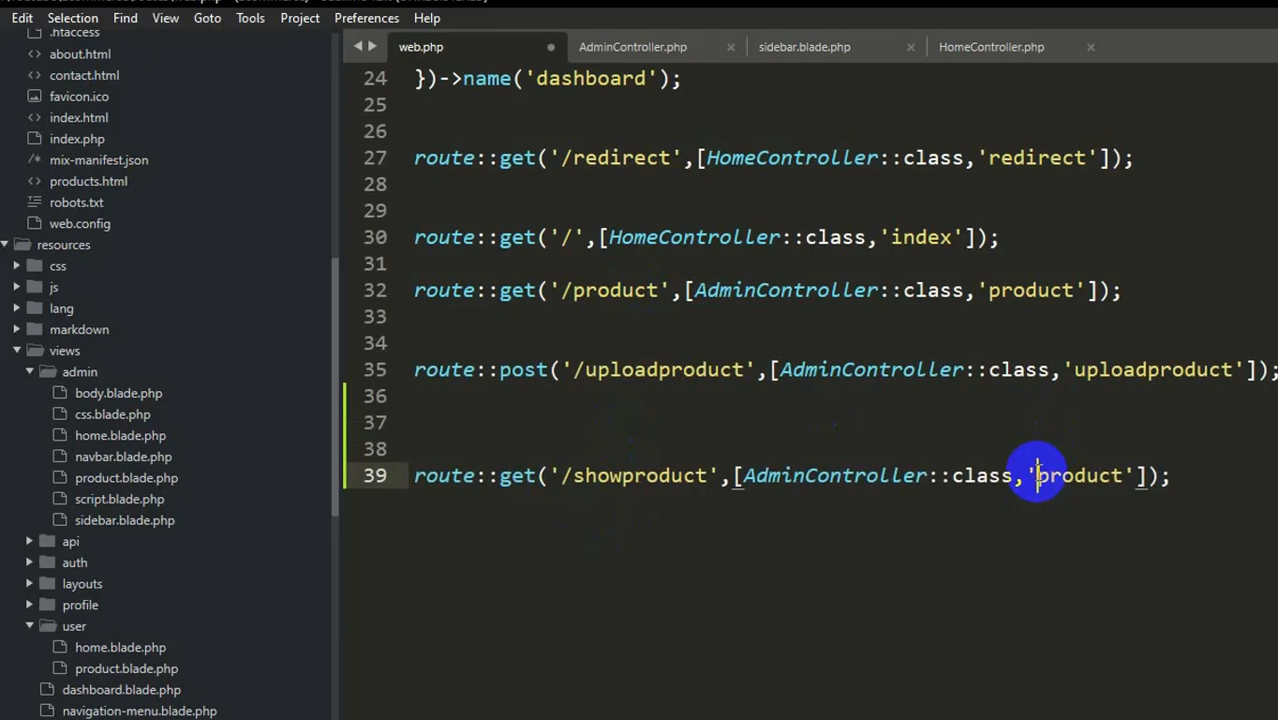 Edit Selection Find View Goto Tools Project Preferences Help
.htaccess
about.html
contact.html
favicon.ico
index.html
index.php
mix-manifest.json
products.html
robots.txt
web.config
resources
css
js
lang
markdown
views
admin
body.blade.php
css.blade.php
home.blade.php
navbar.blade.php
product.blade.php
script.blade.php
sidebar.blade.php
api
auth
layouts
profile
user
home.blade.php
product.blade.php
dashboard.blade.php
navigation-menu.blade.php
web.php AdminController.php sidebar.blade.php HomeController.php
24 })->name('dashboard');
25
26
27 route::get('/redirect',[HomeController::class,'redirect']);
28
29
30 route::get('/',[HomeController::class,'index']);
31
32 route::get('/product',[AdminController::class,'product']);
33
34
35 route::post('/uploadproduct',[AdminController::class,'uploadproduct']);
36
37
38
39 route::get('/showproduct',[AdminController::class,'product']);